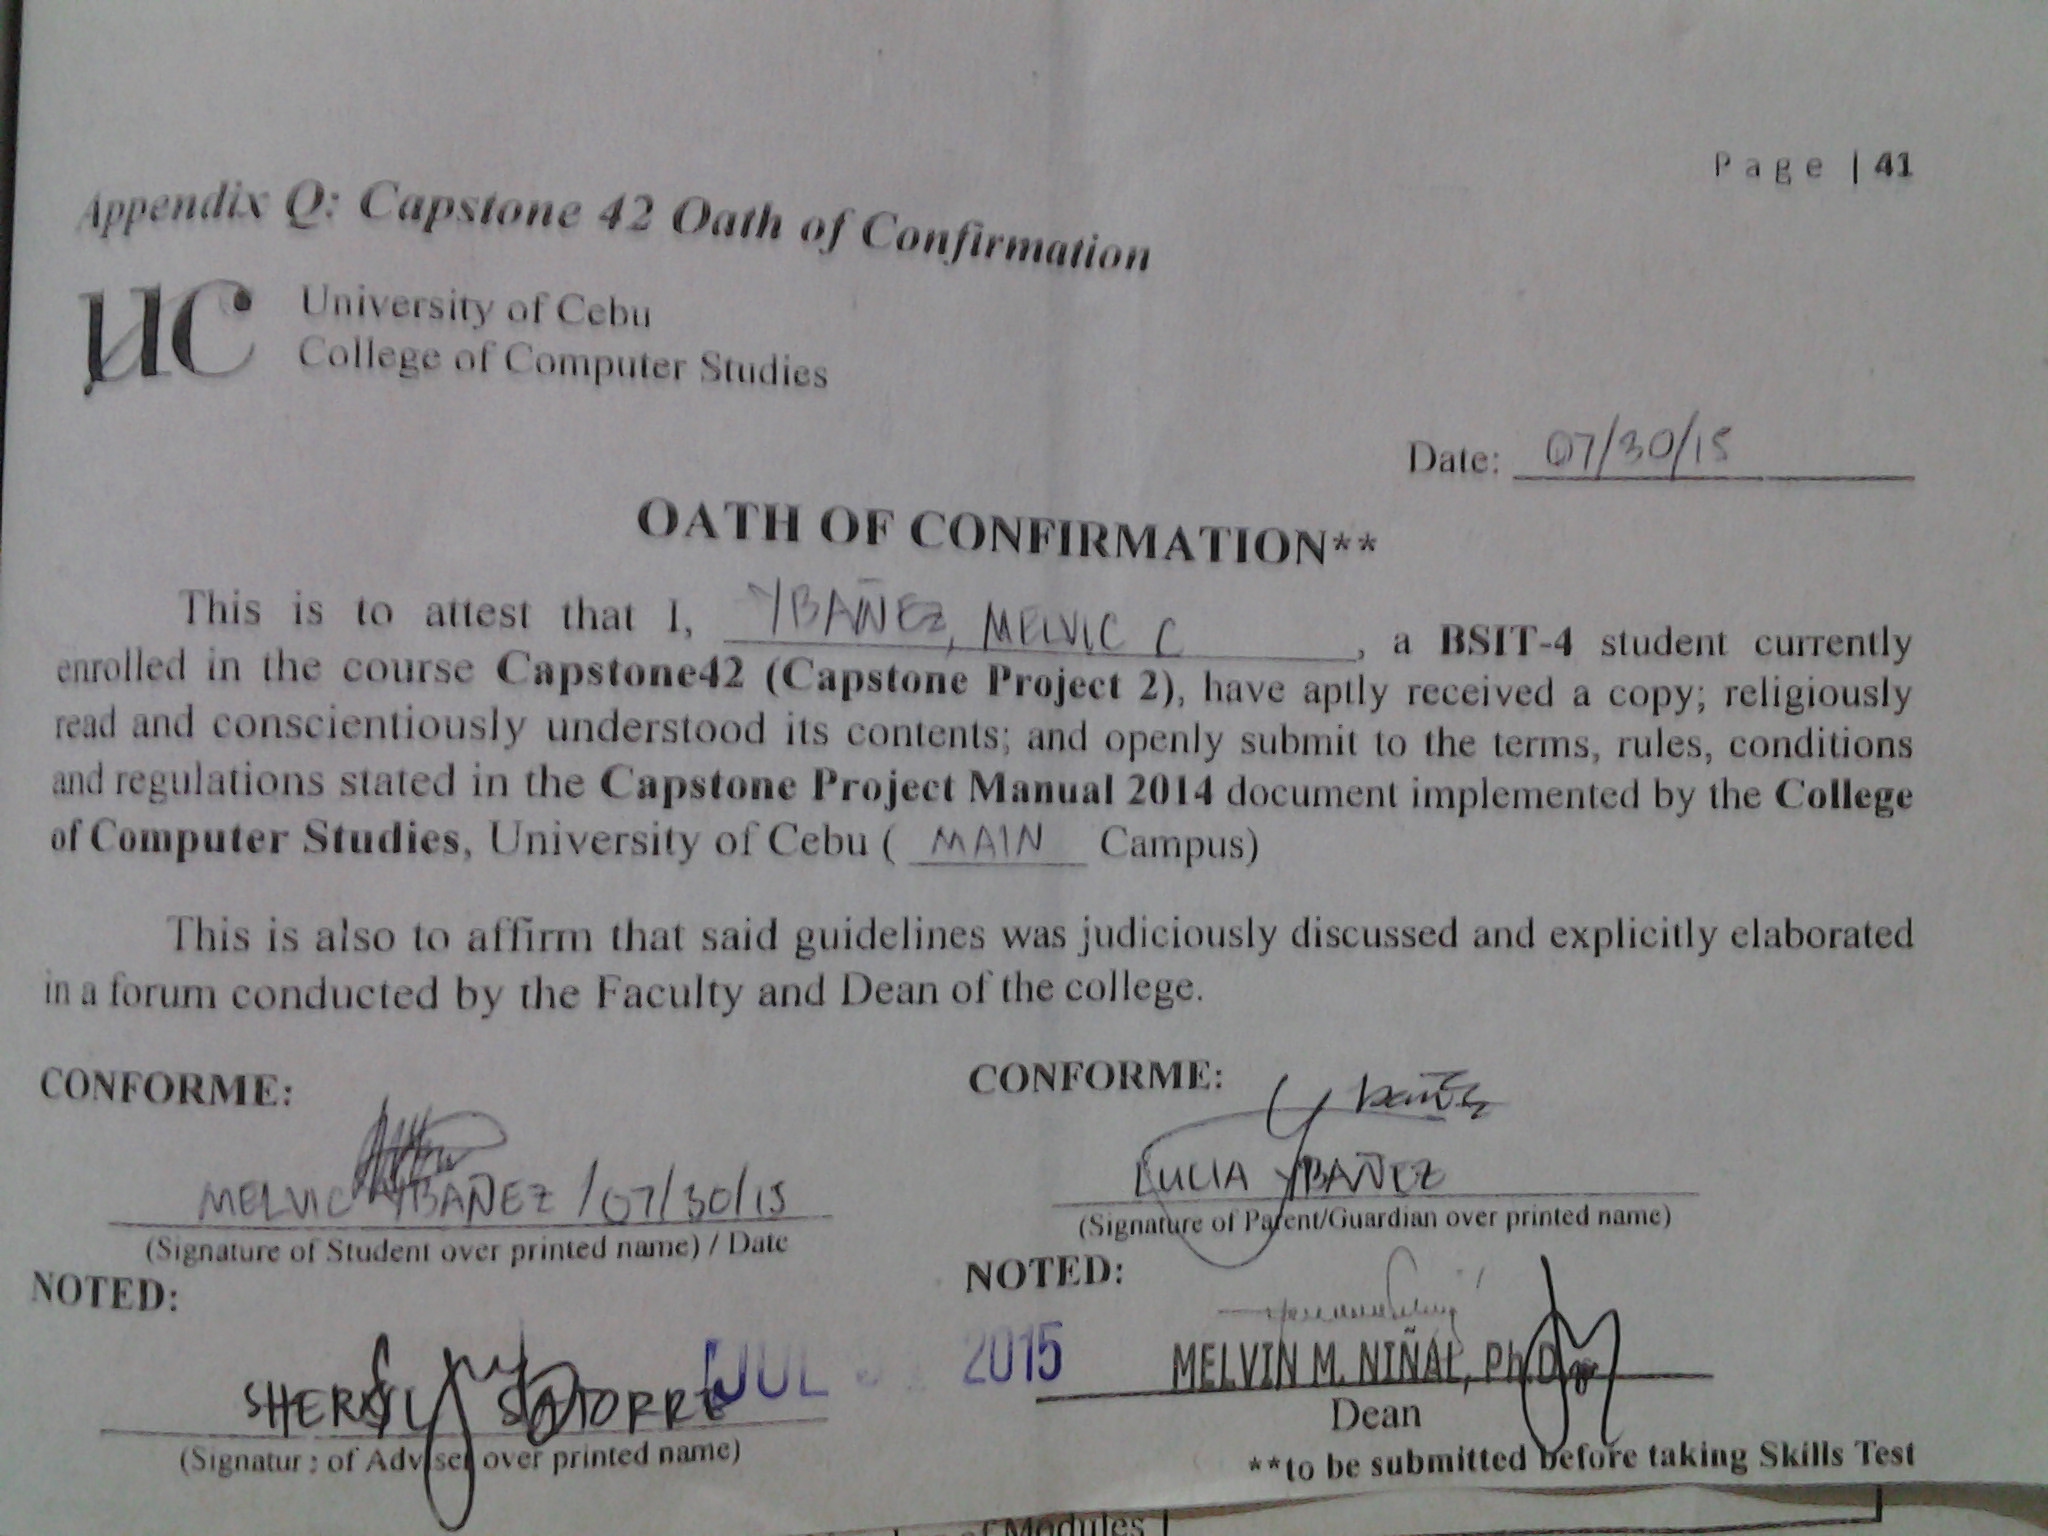 Page | 41
Appendix Q: Capstone 42 Oath of Confirmation
UC
University of Cebu
College of Computer Studies
Date: 07/30/15
OATH OF CONFIRMATION**
This is to attest that I, YBAÑEZ, MELVIC C, a BSIT-4 student currently
enrolled in the course Capstone42 (Capstone Project 2), have aptly received a copy; religiously
read and conscientiously understood its contents; and openly submit to the terms, rules, conditions
and regulations stated in the Capstone Project Manual 2014 document implemented by the College
of Computer Studies, University of Cebu ( MAIN Campus)
This is also to affirm that said guidelines was judiciously discussed and explicitly elaborated
in a forum conducted by the Faculty and Dean of the college.
CONFORME:
MELVIC YBAÑEZ /07/30/15
(Signature of Student over printed name) / Date
CONFORME:
Ybañez
LUCIA YBAÑEZ
(Signature of Parent/Guardian over printed name)
NOTED:
SHERYL SATORRE
JUL 2015
(Signatur : of Adviser over printed name)
NOTED:
MELVIN M. NIÑAL, Ph.D.
Dean
**to be submitted before taking Skills Test
of Modules